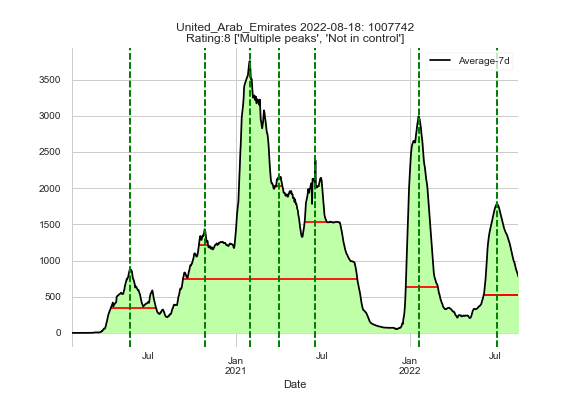 United_Arab_Emirates 2022-08-18: 1007742
Rating:8 ['Multiple peaks', 'Not in control']
Average-7d
3500
3000
2500
2000
1500
1000
500
0
Jul
Jan
2021
Jul
Jan
2022
Jul
Date